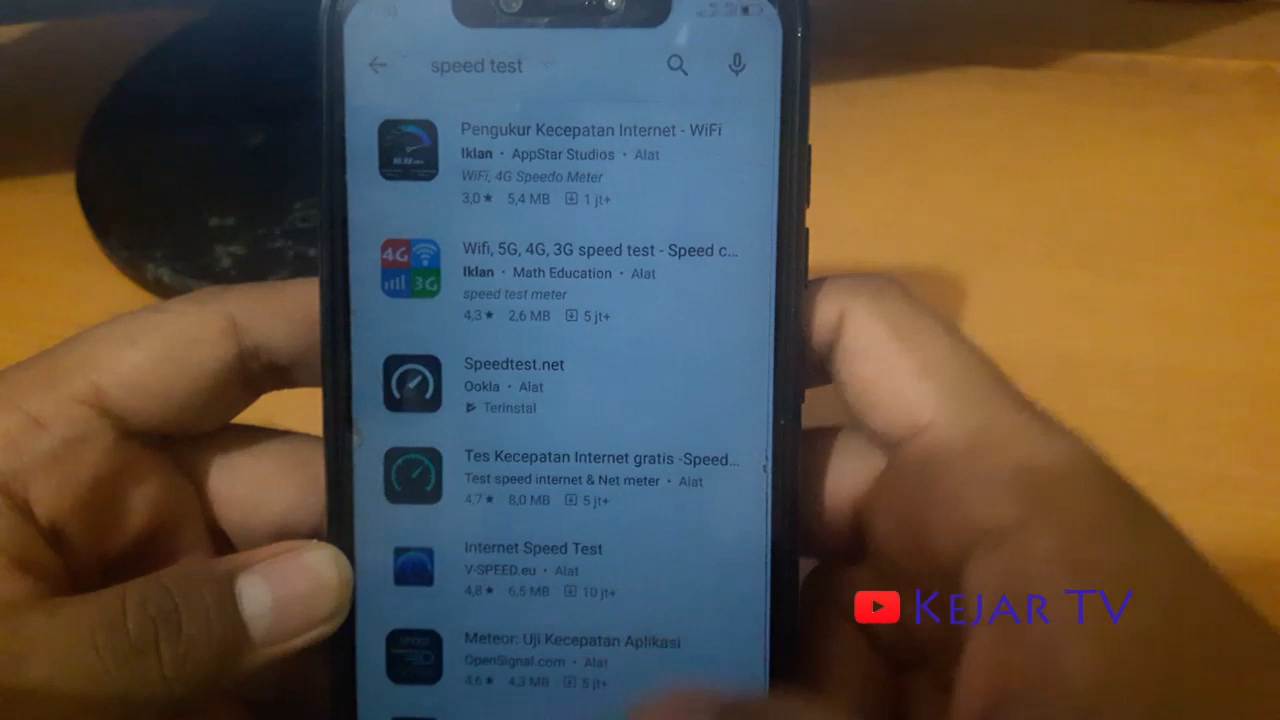 speed test
Pengukur Kecepatan Internet - WiFi
Iklan · AppStar Studios · Alat
WiFi, 4G Speedo Meter
3,0★ 5,4 MB 1 jt+
4G
3G
Wifi, 5G, 4G, 3G speed test - Speed c...
Iklan · Math Education · Alat
speed test meter
4,3★ 2,6 MB 5 jt+
Speedtest.net
Ookla · Alat
Terinstal
Tes Kecepatan Internet gratis -Speed...
Test speed internet & Net meter · Alat
4,7★ 8,0 MB 5 jt+
Internet Speed Test
V-SPEED.eu · Alat
4,8★ 6,5 MB 10 jt+
Meteor: Uji Kecepatan Aplikasi
OpenSignal.com · Alat
4,6★ 4,3 MB 5 jt+
KEJAR TV